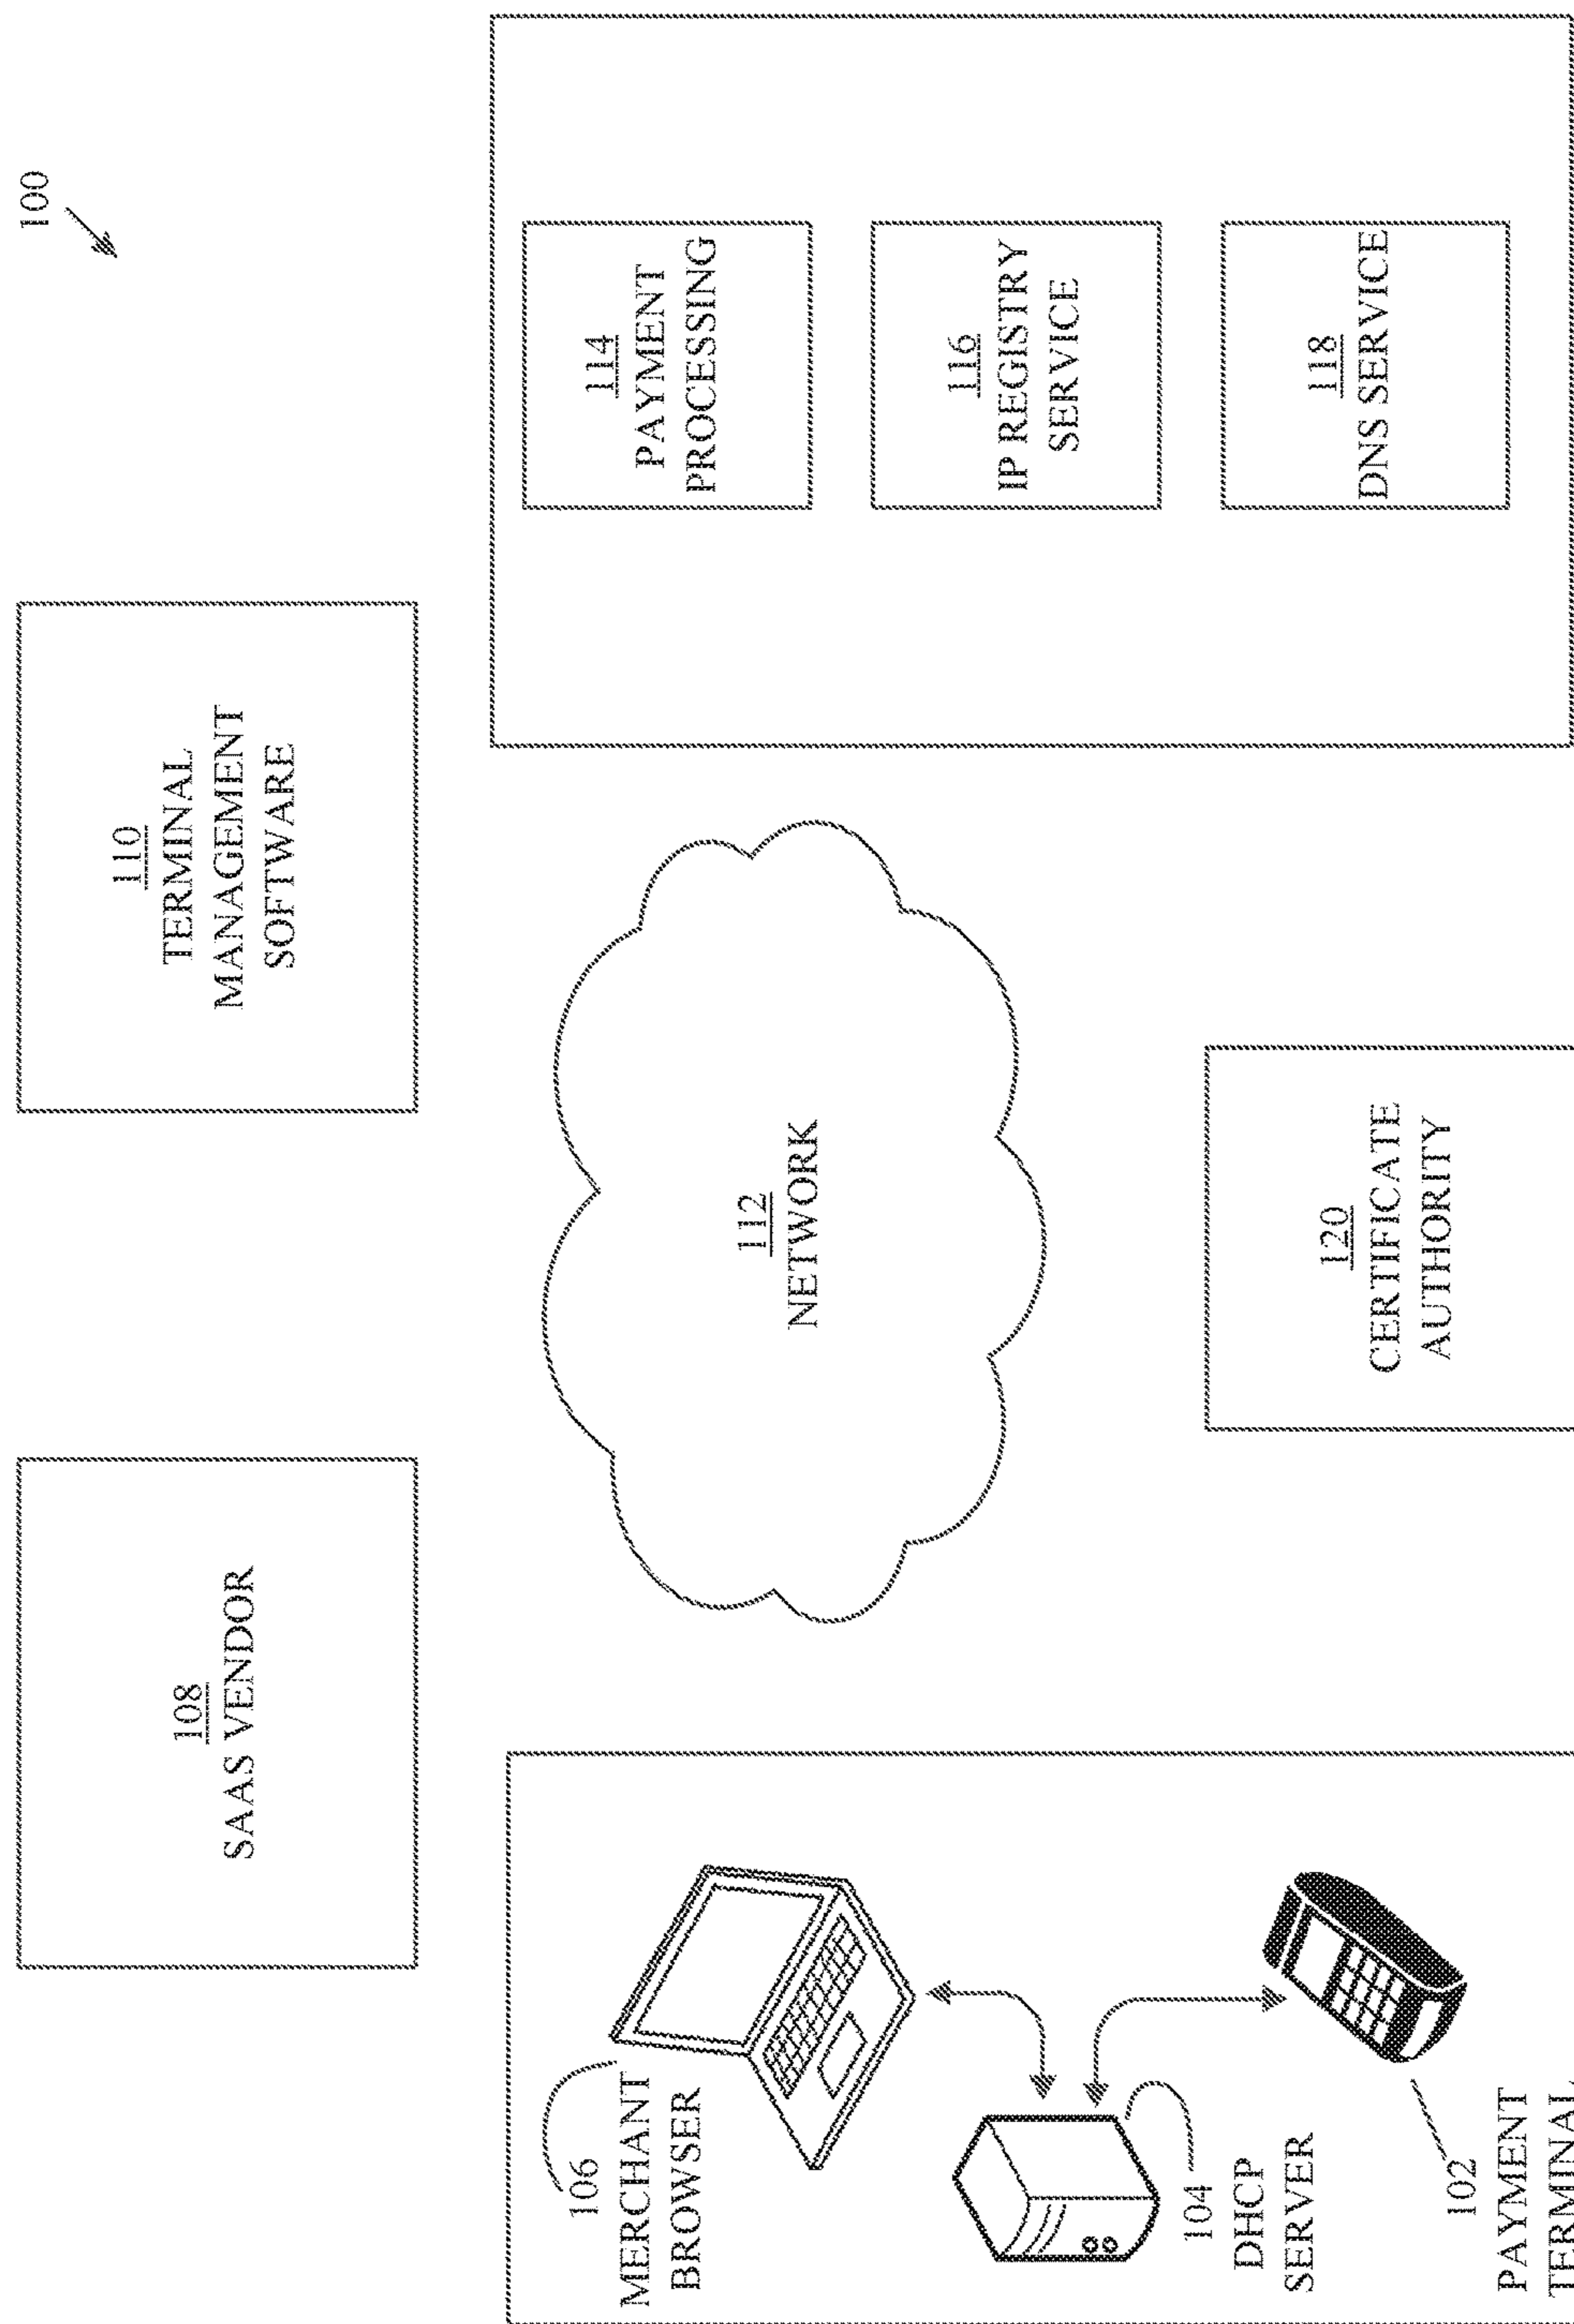 100
108
SAAS VENDOR
110
TERMINAL
MANAGEMENT
SOFTWARE
106
MERCHANT
BROWSER
104
DHCP
SERVER
102
PAYMENT
TERMINAL
112
NETWORK
120
CERTIFICATE
AUTHORITY
114
PAYMENT
PROCESSING
116
IP REGISTRY
SERVICE
118
DNS SERVICE